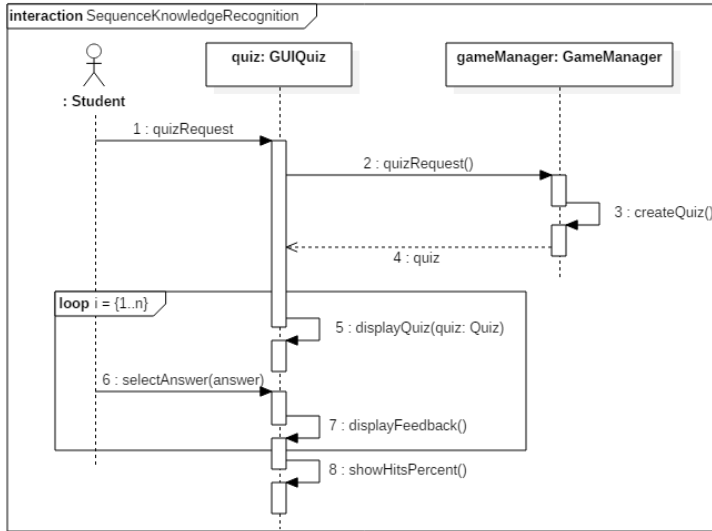 interaction SequenceKnowledgeRecognition
quiz: GUIQuiz
gameManager: GameManager
: Student
1 : quizRequest
2 : quizRequest()
3 : createQuiz()
4 : quiz
loop i = {1..n}
5 : displayQuiz(quiz: Quiz)
6 : selectAnswer(answer)
7 : displayFeedback()
8 : showHitsPercent()